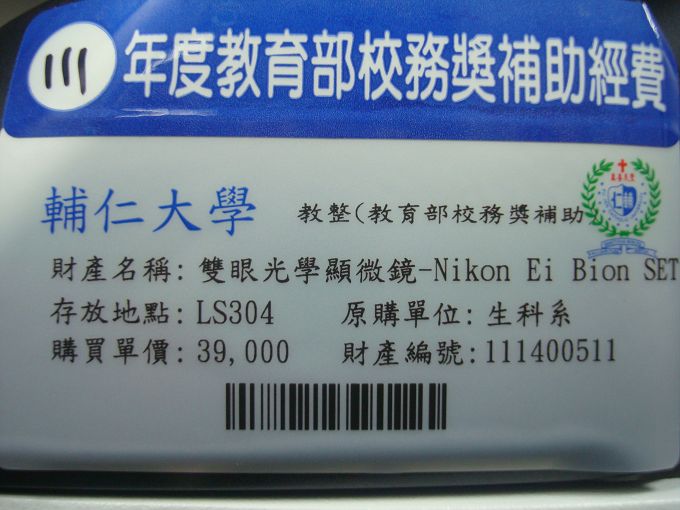 111 年度教育部校務獎補助經費
輔仁大學 教整(教育部校務獎補助
財產名稱: 雙眼光學顯微鏡-Nikon Ei Bion SET
存放地點: LS304 原購單位: 生科系
購買單價: 39,000 財產編號: 111400511